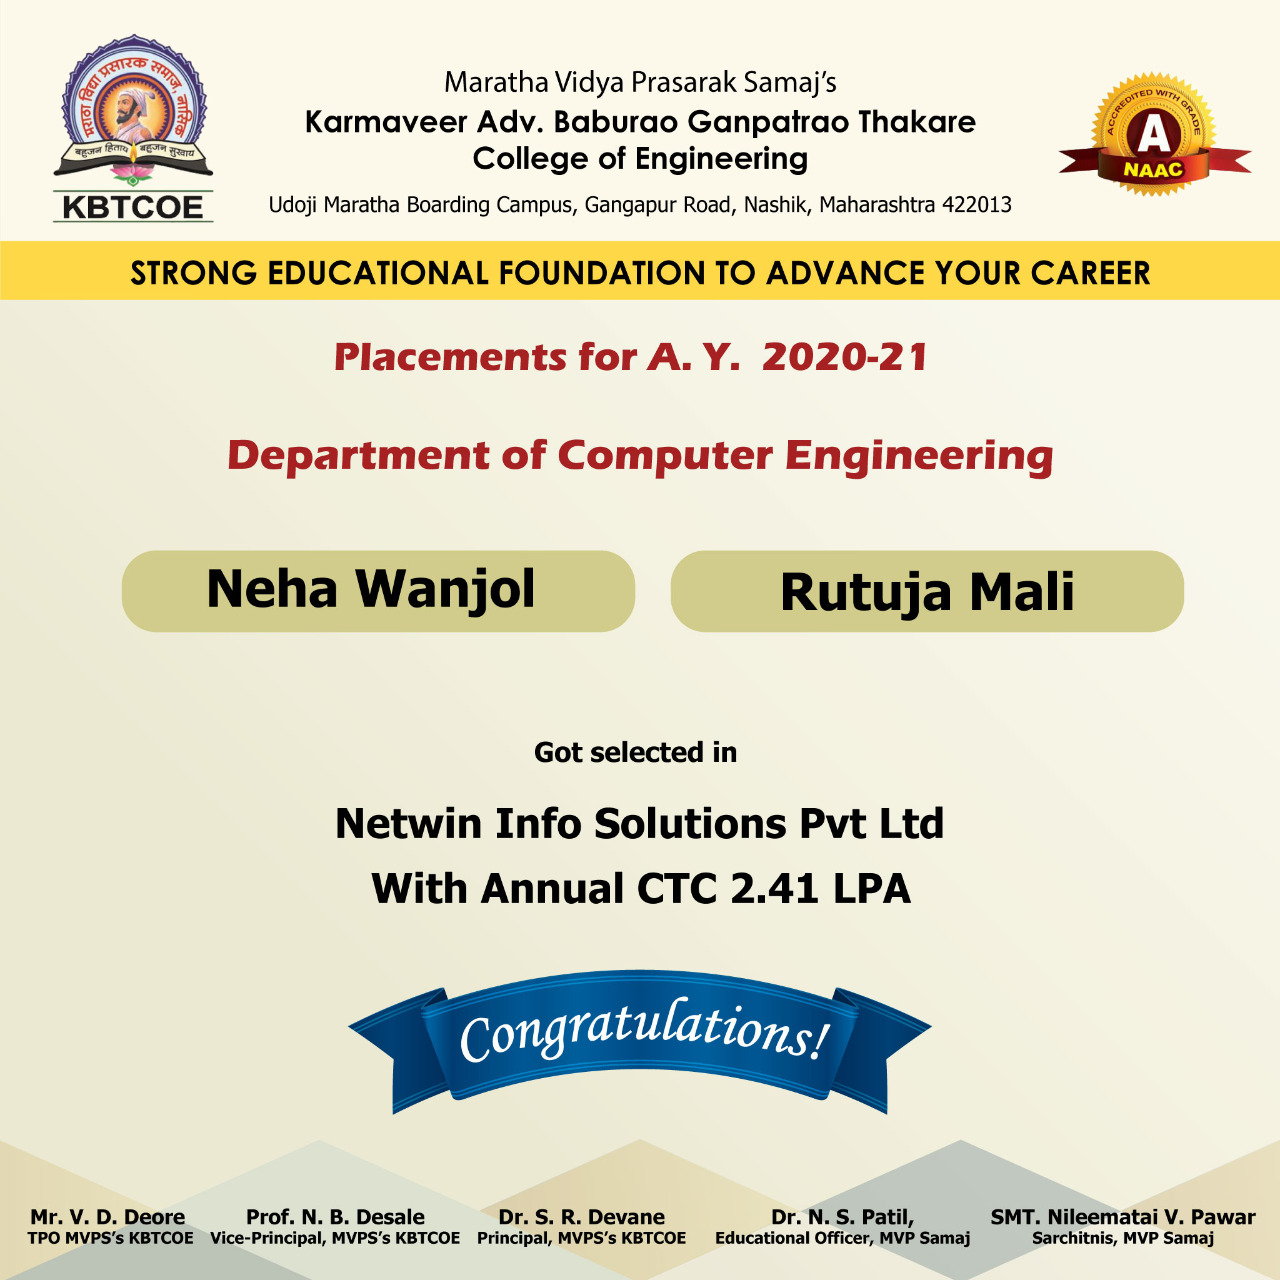 मराठा विद्या प्रसारक समाज, नाशिक
बहुजन हिताय बहुजन सुखाय
KBTCOE
Maratha Vidya Prasarak Samaj's
Karmaveer Adv. Baburao Ganpatrao Thakare
College of Engineering
Udoji Maratha Boarding Campus, Gangapur Road, Nashik, Maharashtra 422013
ACCREDITED WITH GRADE
A
NAAC
STRONG EDUCATIONAL FOUNDATION TO ADVANCE YOUR CAREER
Placements for A. Y. 2020-21
Department of Computer Engineering
Neha Wanjol
Rutuja Mali
Got selected in
Netwin Info Solutions Pvt Ltd
With Annual CTC 2.41 LPA
Congratulations!
Mr. V. D. Deore
TPO MVPS's KBTCOE
Prof. N. B. Desale
Vice-Principal, MVPS's KBTCOE
Dr. S. R. Devane
Principal, MVPS's KBTCOE
Dr. N. S. Patil,
Educational Officer, MVP Samaj
SMT. Nileematai V. Pawar
Sarchitnis, MVP Samaj